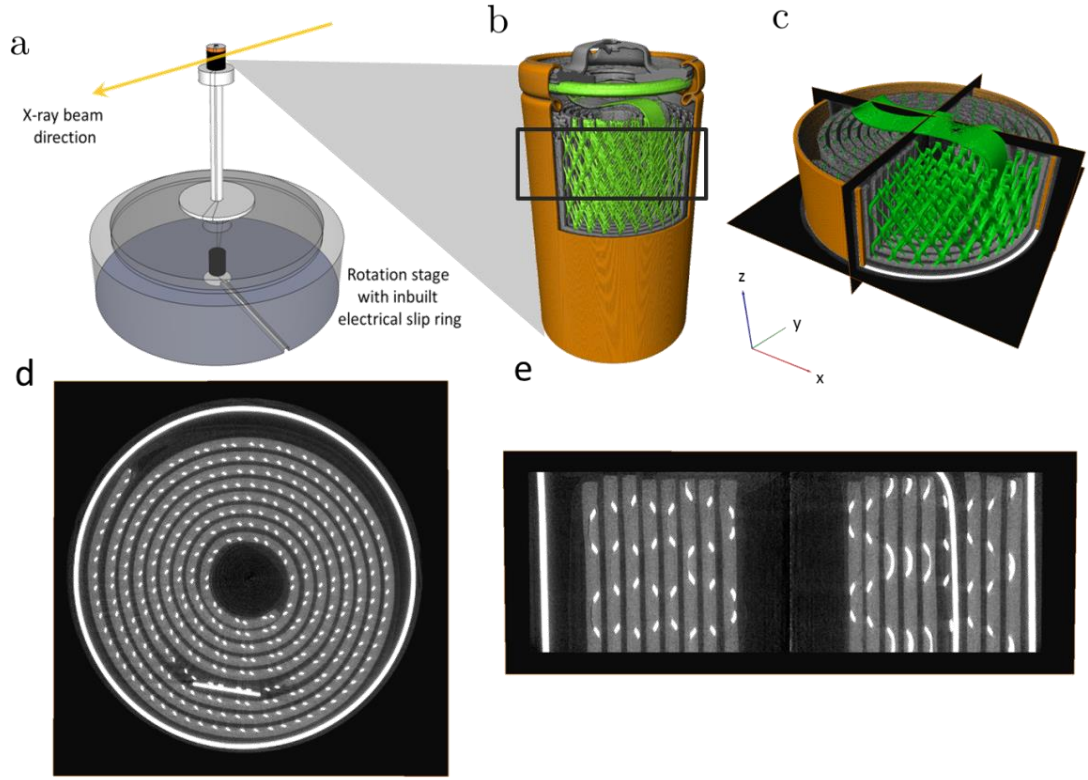 a
b
c
X-ray beam
direction
Rotation stage
with inbuilt
electrical slip ring
z
y
x
d
e